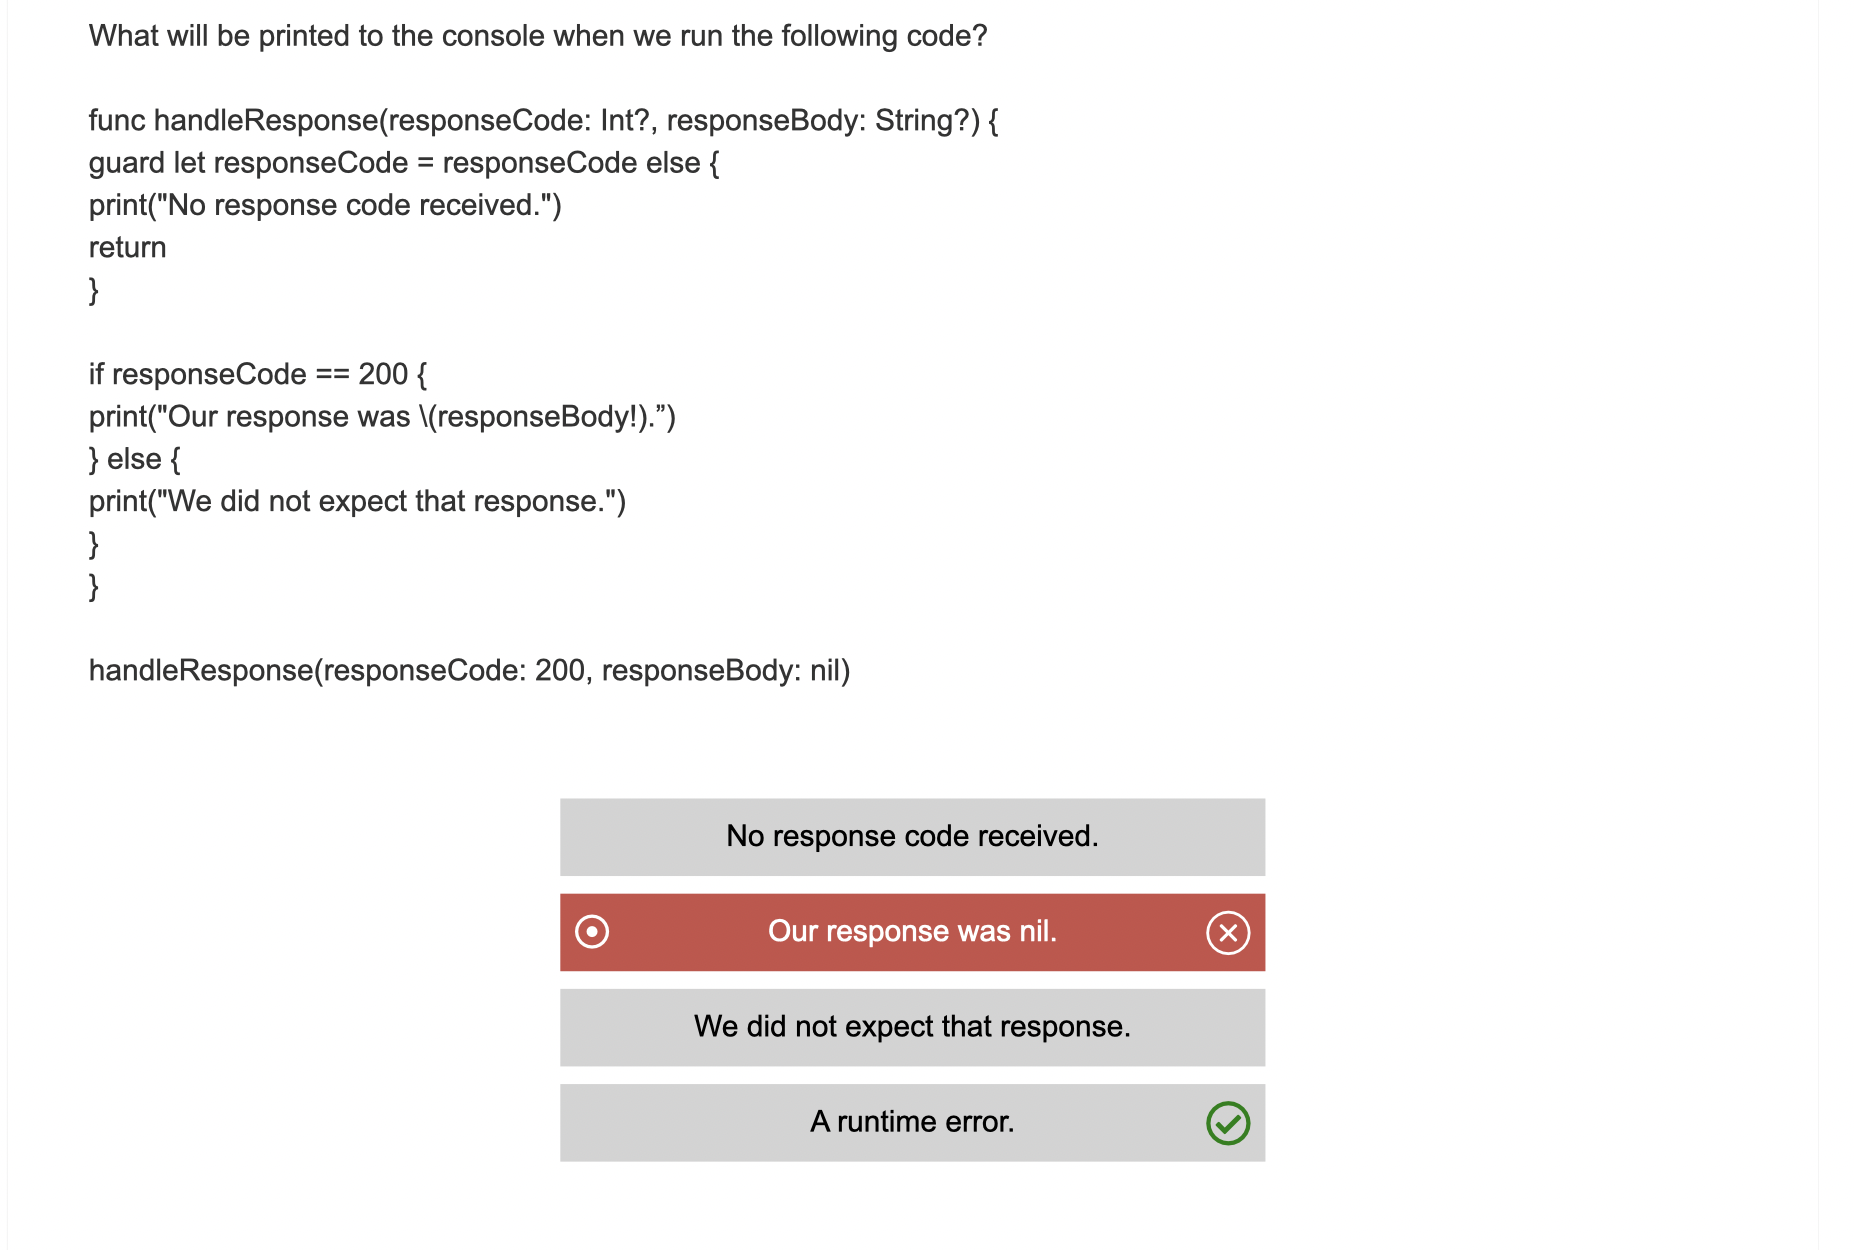 What will be printed to the console when we run the following code?
func handleResponse(responseCode: Int?, responseBody: String?) {
guard let responseCode = responseCode else {
print("No response code received.")
return
}
if responseCode == 200 {
print("Our response was \(responseBody!).”)
} else {
print("We did not expect that response.")
}
}
handleResponse(responseCode: 200, responseBody: nil)
No response code received.
Our response was nil.
We did not expect that response.
A runtime error.